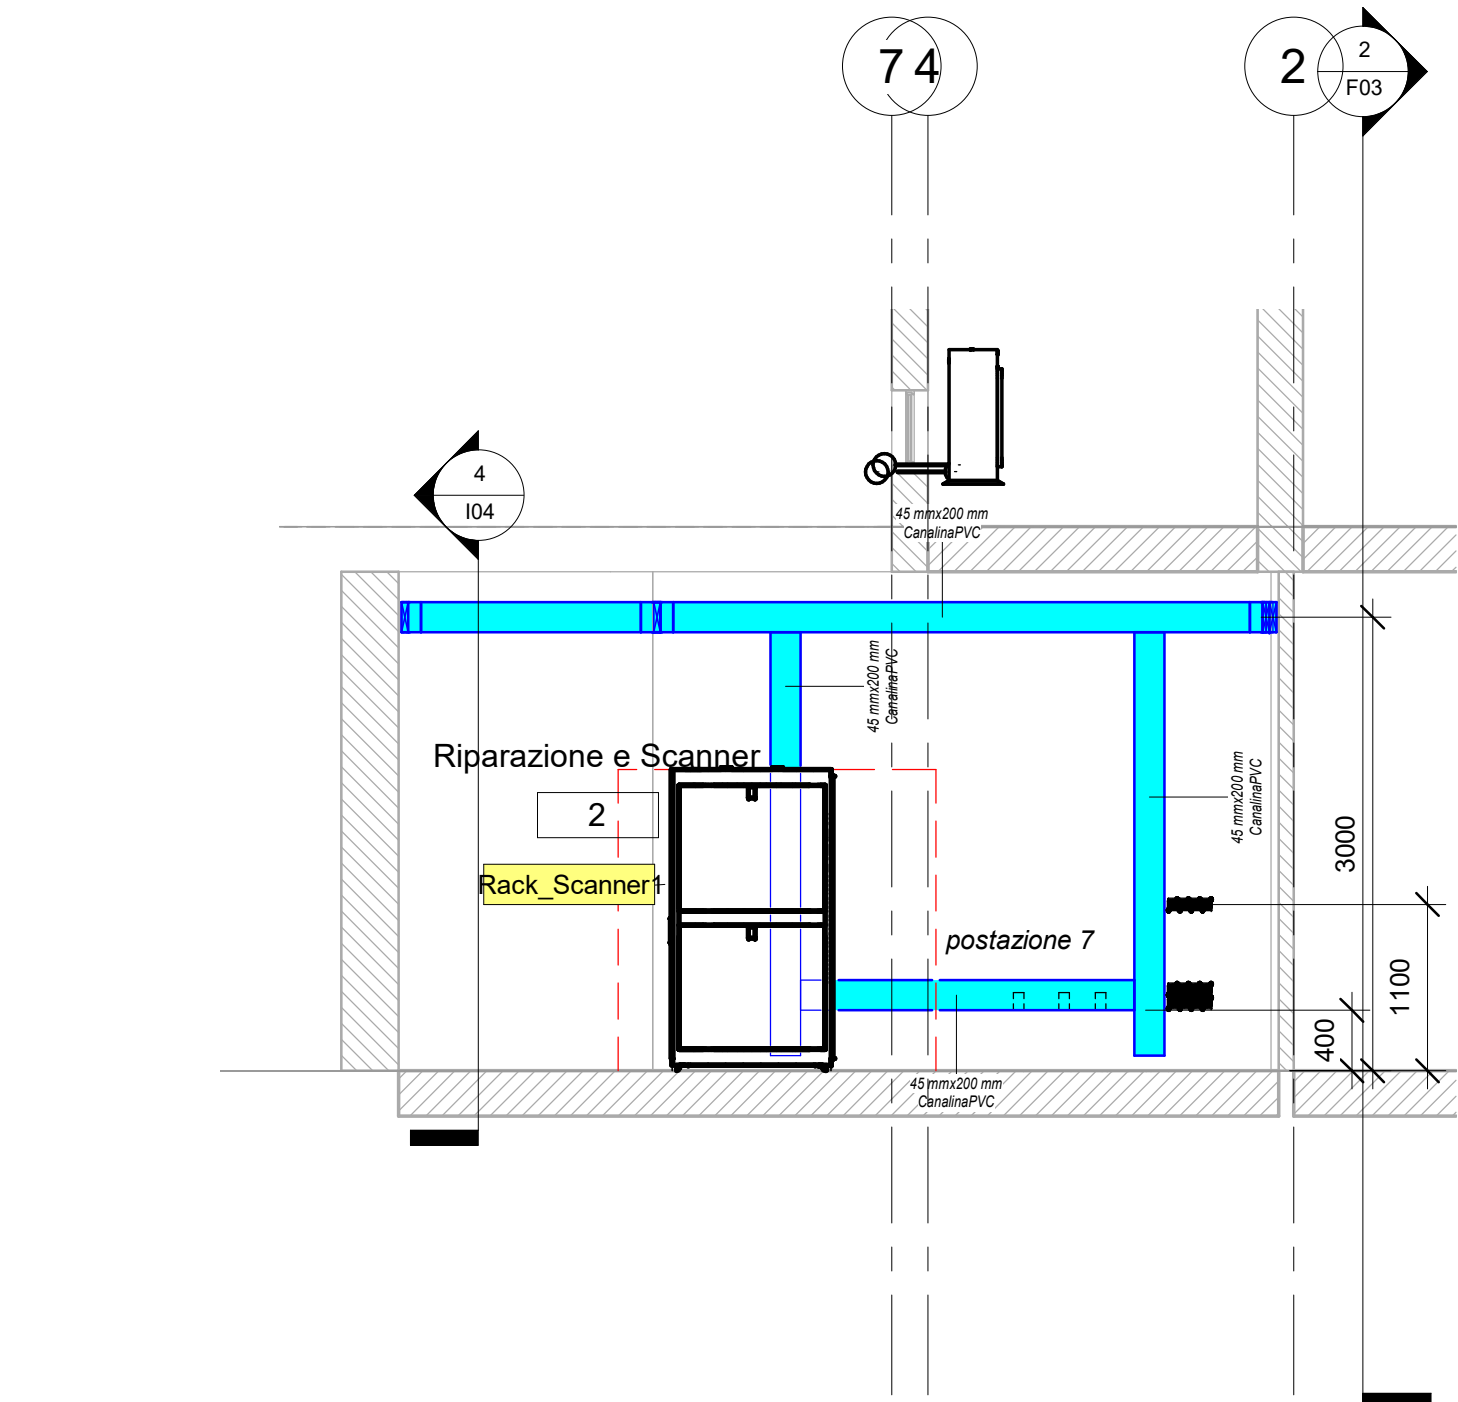 7
4
2
2
F03
4
I04
45 mmx200 mm
CanalinaPVC
45 mmx200 mm
CanalinaPVC
Riparazione e Scanner
2
45 mmx200 mm
CanalinaPVC
3000
Rack_Scanner1
postazione 7
1100
400
45 mmx200 mm
CanalinaPVC